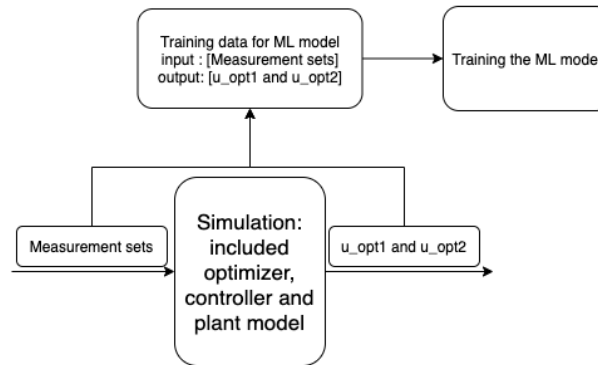 Training data for ML model
input : [Measurement sets]
output: [u_opt1 and u_opt2]
Training the ML model
Simulation:
included
optimizer,
controller and
plant model
Measurement sets
u_opt1 and u_opt2